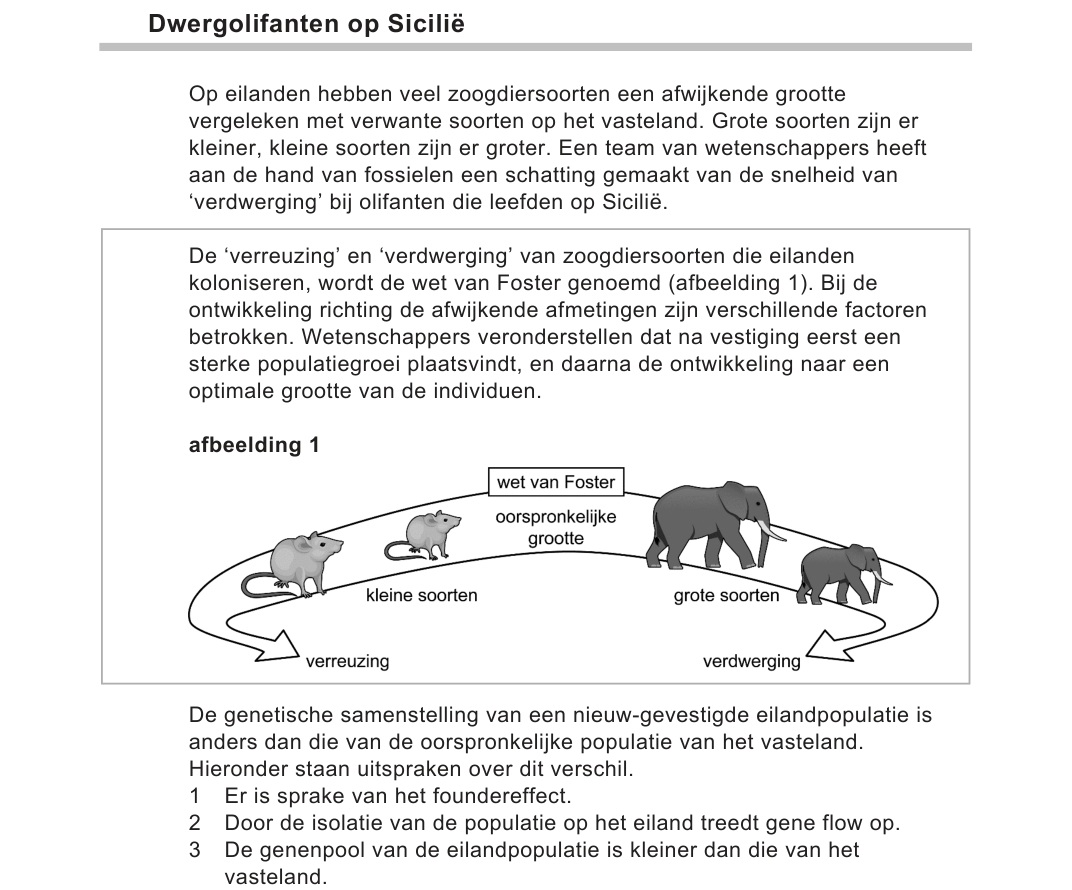 Dwergolifanten op Sicilië
Op eilanden hebben veel zoogdiersoorten een afwijkende grootte
vergeleken met verwante soorten op het vasteland. Grote soorten zijn er
kleiner, kleine soorten zijn er groter. Een team van wetenschappers heeft
aan de hand van fossielen een schatting gemaakt van de snelheid van
‘verdwerging’ bij olifanten die leefden op Sicilië.
De ‘verreuzing’ en ‘verdwerging’ van zoogdiersoorten die eilanden
koloniseren, wordt de wet van Foster genoemd (afbeelding 1). Bij de
ontwikkeling richting de afwijkende afmetingen zijn verschillende factoren
betrokken. Wetenschappers veronderstellen dat na vestiging eerst een
sterke populatiegroei plaatsvindt, en daarna de ontwikkeling naar een
optimale grootte van de individuen.
afbeelding 1
wet van Foster
oorspronkelijke
grootte
kleine soorten
grote soorten
verreuzing
verdwerging
De genetische samenstelling van een nieuw-gevestigde eilandpopulatie is
anders dan die van de oorspronkelijke populatie van het vasteland.
Hieronder staan uitspraken over dit verschil.
1 Er is sprake van het foundereffect.
2 Door de isolatie van de populatie op het eiland treedt gene flow op.
3 De genenpool van de eilandpopulatie is kleiner dan die van het
vasteland.